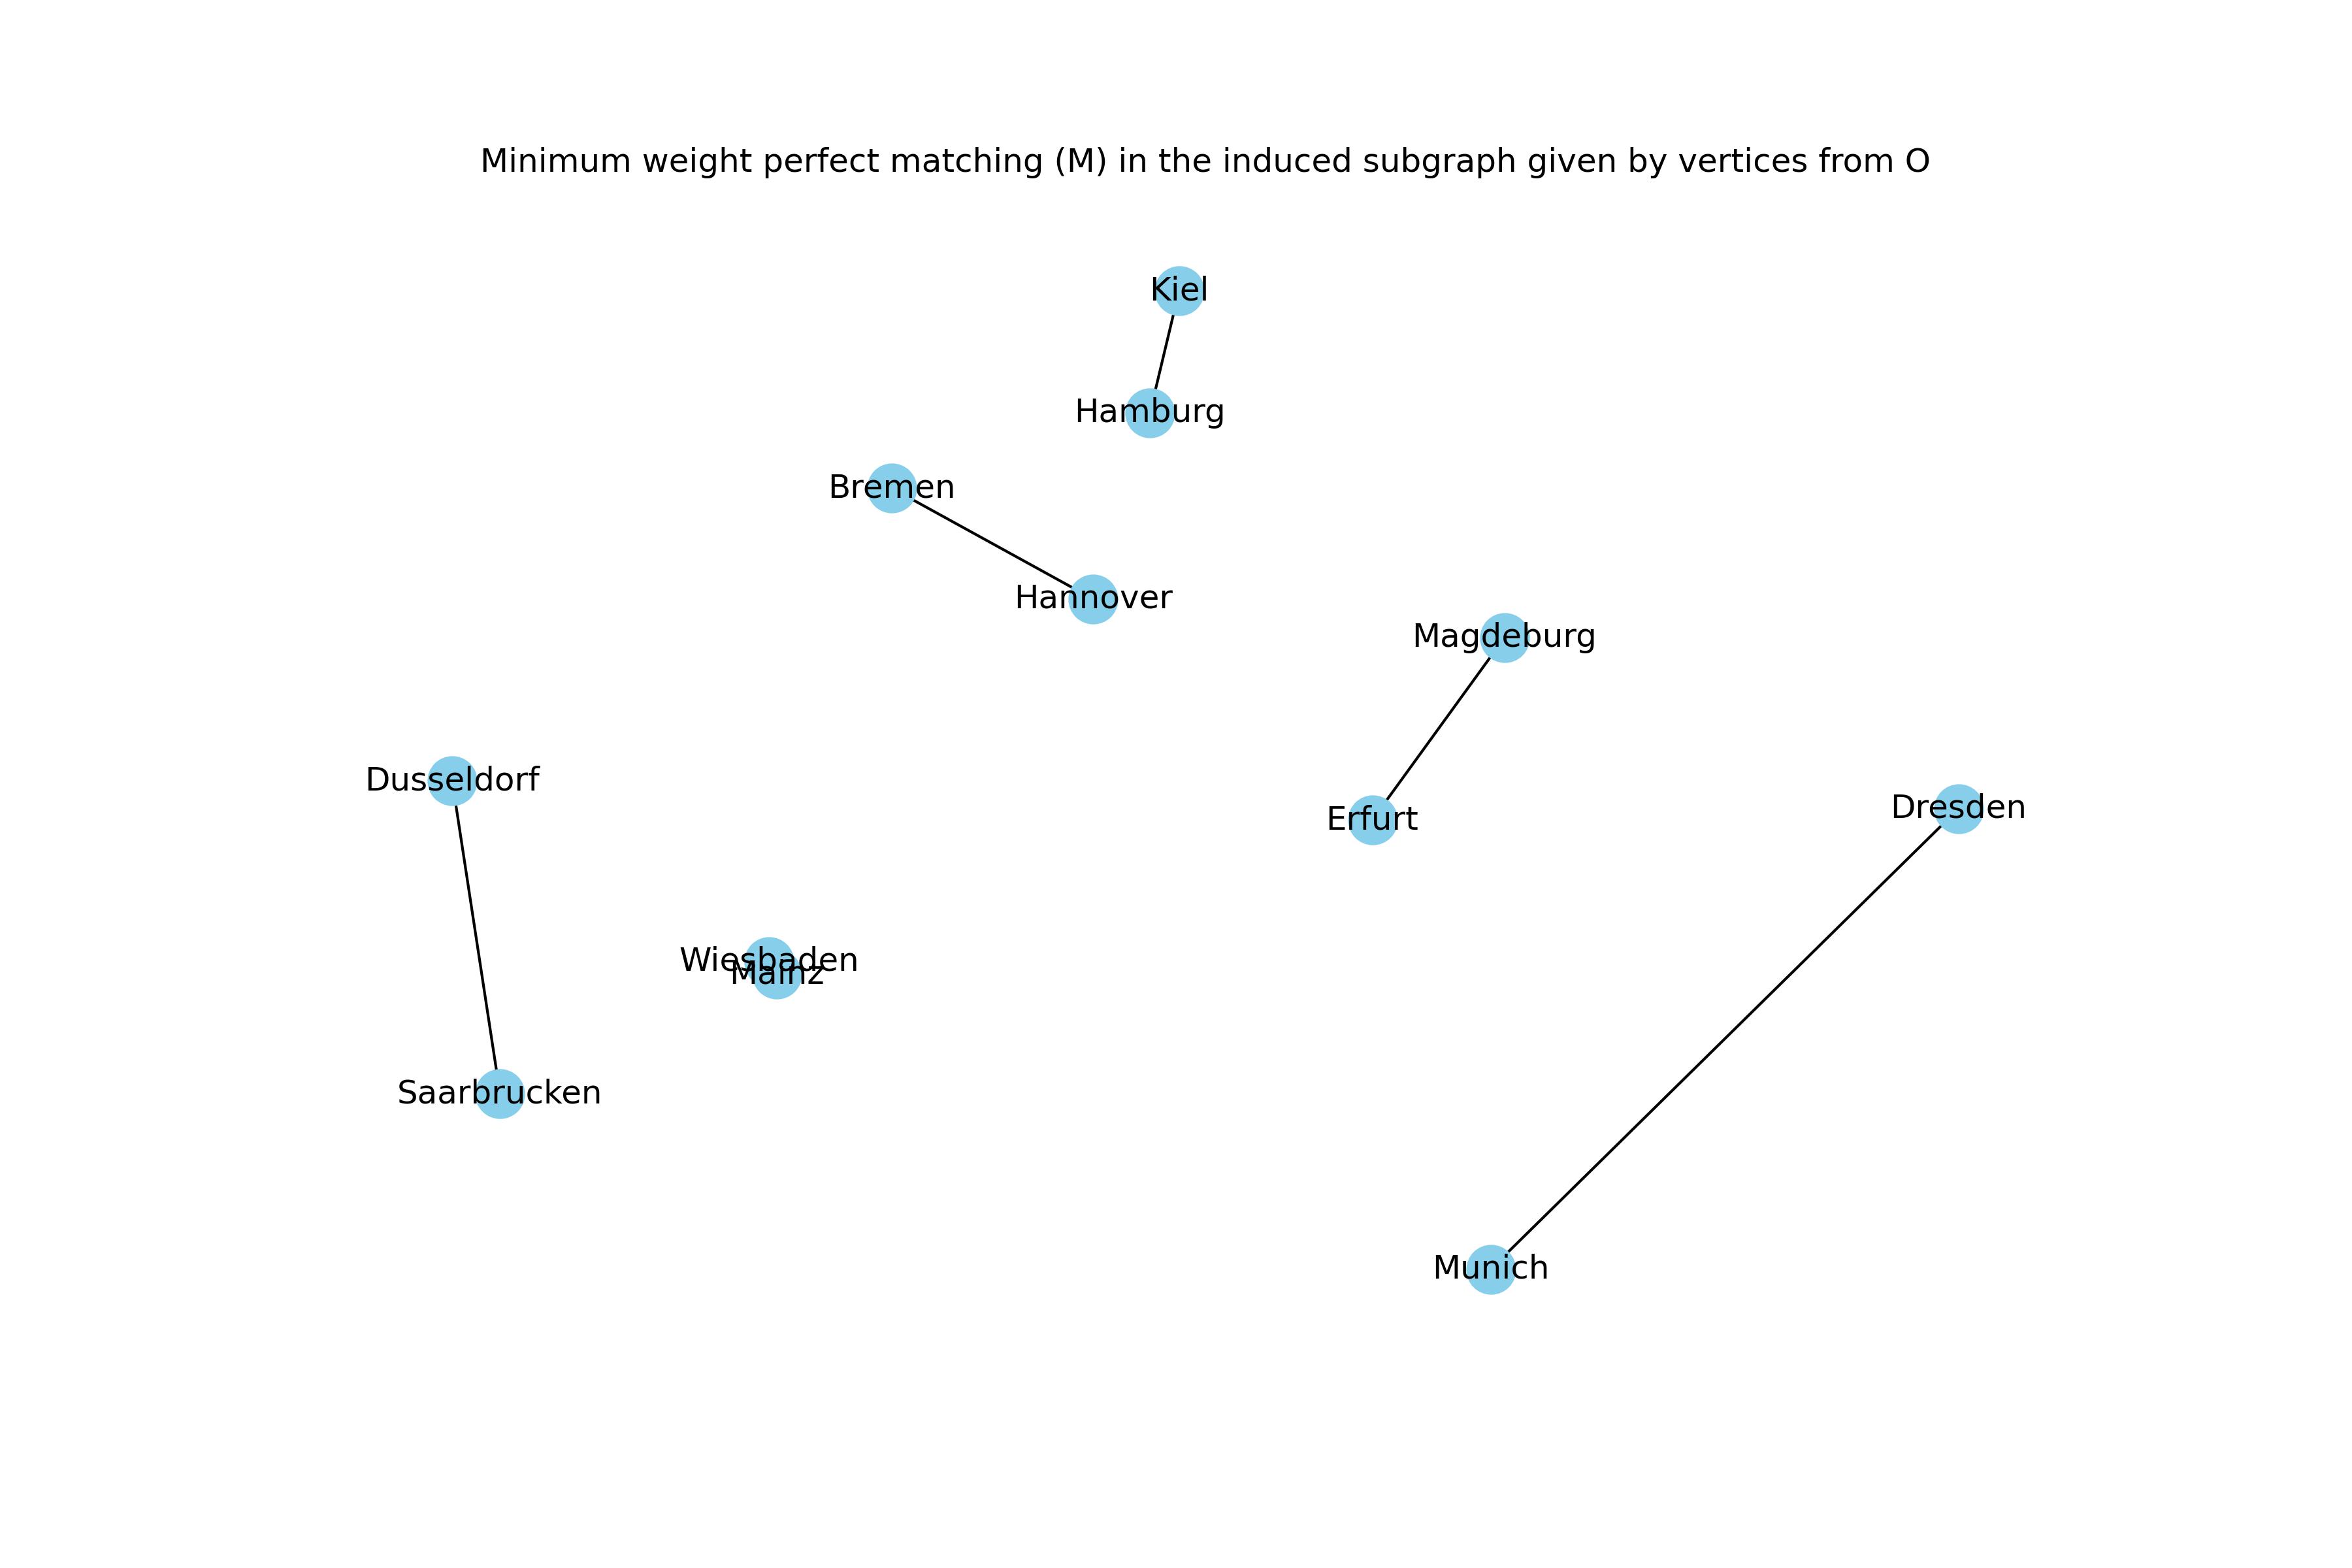 Minimum weight perfect matching (M) in the induced subgraph given by vertices from O
Kiel
Hamburg
Bremen
Hannover
Magdeburg
Dusseldorf
Erfurt
Dresden
Wiesbaden
Mainz
Saarbrucken
Munich